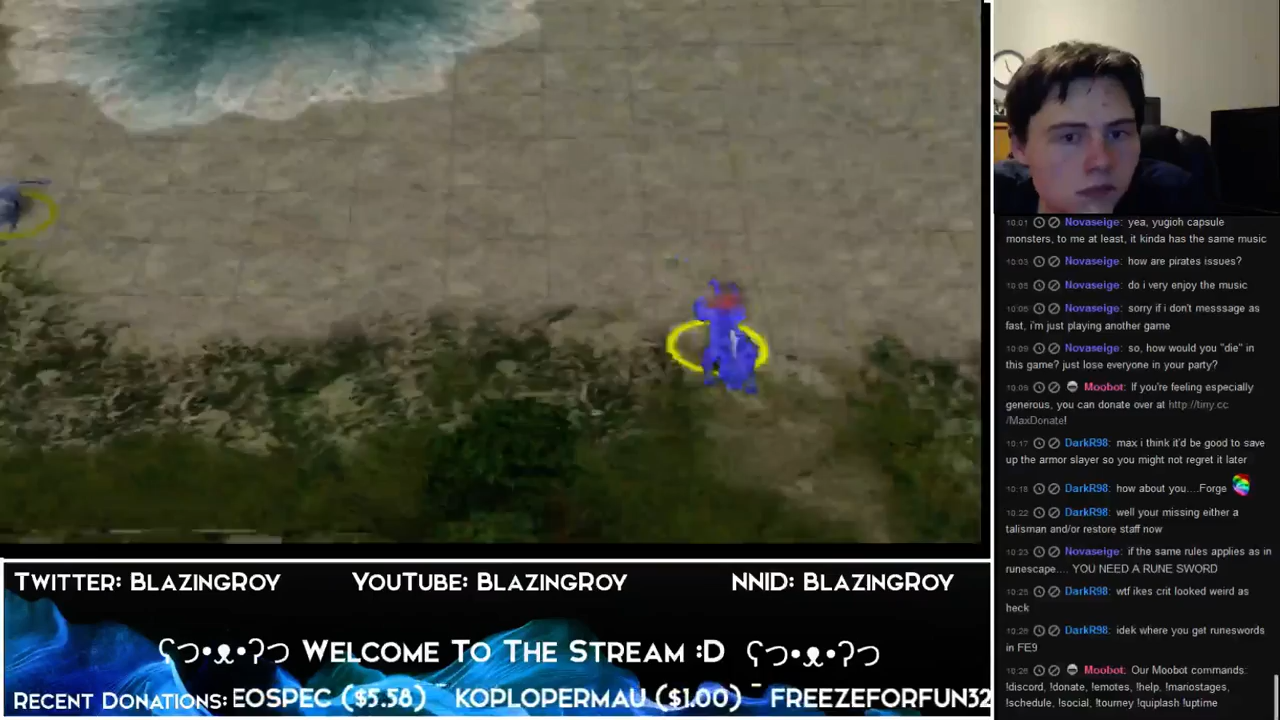 10:01 Novaseige: yea, yugioh capsule
monsters, to me at least, it kinda has the same music
10:03 Novaseige: how are pirates issues?
10:05 Novaseige: do i very enjoy the music
10:05 Novaseige: sorry if i don't messsage as
fast, i'm just playing another game
10:09 Novaseige: so, how would you "die" in
this game? just lose everyone in your party?
10:09 Moobot: If you're feeling especially
generous, you can donate over at http://tiny.cc
/MaxDonate!
10:17 DarkR98: max i think it'd be good to save
up the armor slayer so you might not regret it later
10:18 DarkR98: how about you....Forge
10:22 DarkR98: well your missing either a
talisman and/or restore staff now
10:23 Novaseige: if the same rules applies as in
runescape.... YOU NEED A RUNE SWORD
10:25 DarkR98: wtf ikes crit looked weird as
heck
10:26 DarkR98: idek where you get runeswords
in FE9
10:26 Moobot: Our Moobot commands:
!discord, !donate, !emotes, !help, !mariostages,
!schedule, !social, !tourney !quiplash !uptime
Twitter: BlazingRoy YouTube: BlazingRoy NNID: BlazingRoy
ʕつ•ᴥ•ʔつ Welcome To The Stream :D ʕつ•ᴥ•ʔつ
Recent Donations: EOSPEC ($5.58) ~ KOPLOPERMAU ($1.00) ~ FREEZEFORFUN32